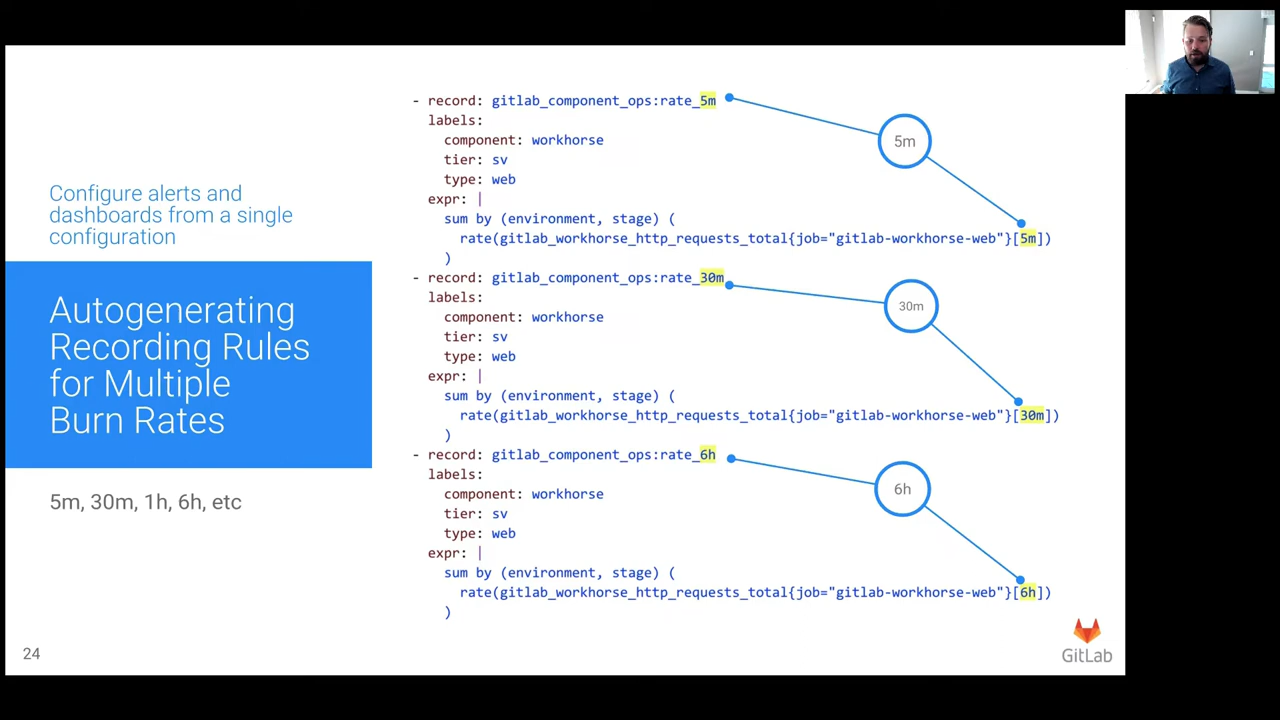 Configure alerts and
dashboards from a single
configuration
Autogenerating
Recording Rules
for Multiple
Burn Rates
5m, 30m, 1h, 6h, etc
- record: gitlab_component_ops:rate_5m
labels:
component: workhorse
tier: sv
type: web
expr: |
sum by (environment, stage) (
rate(gitlab_workhorse_http_requests_total{job="gitlab-workhorse-web"}[5m])
)
- record: gitlab_component_ops:rate_30m
labels:
component: workhorse
tier: sv
type: web
expr: |
sum by (environment, stage) (
rate(gitlab_workhorse_http_requests_total{job="gitlab-workhorse-web"}[30m])
)
- record: gitlab_component_ops:rate_6h
labels:
component: workhorse
tier: sv
type: web
expr: |
sum by (environment, stage) (
rate(gitlab_workhorse_http_requests_total{job="gitlab-workhorse-web"}[6h])
)
5m
30m
6h
24
GitLab